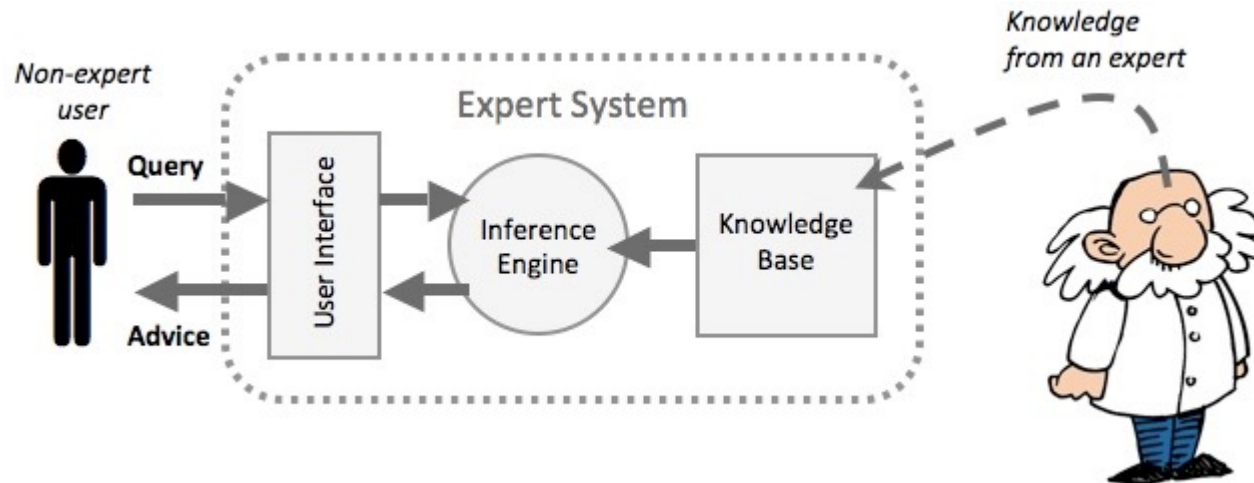 Non-expert
user
Query
Advice
Expert System
User Interface
Inference
Engine
Knowledge
Base
Knowledge
from an expert